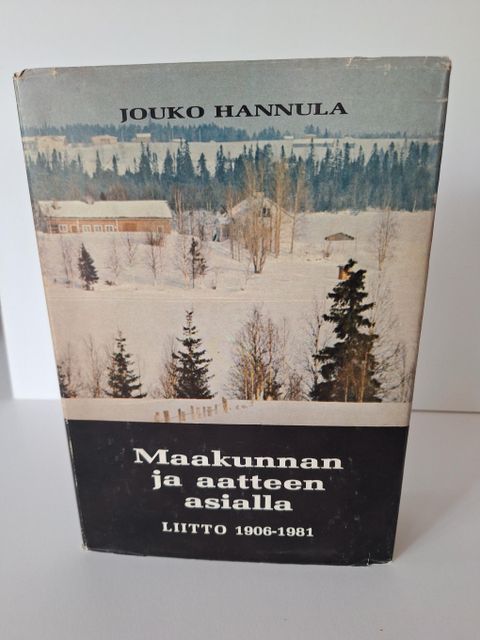 JOUKO HANNULA
Maakunnan
ja aatteen
asialla
LIITTO 1906-1981